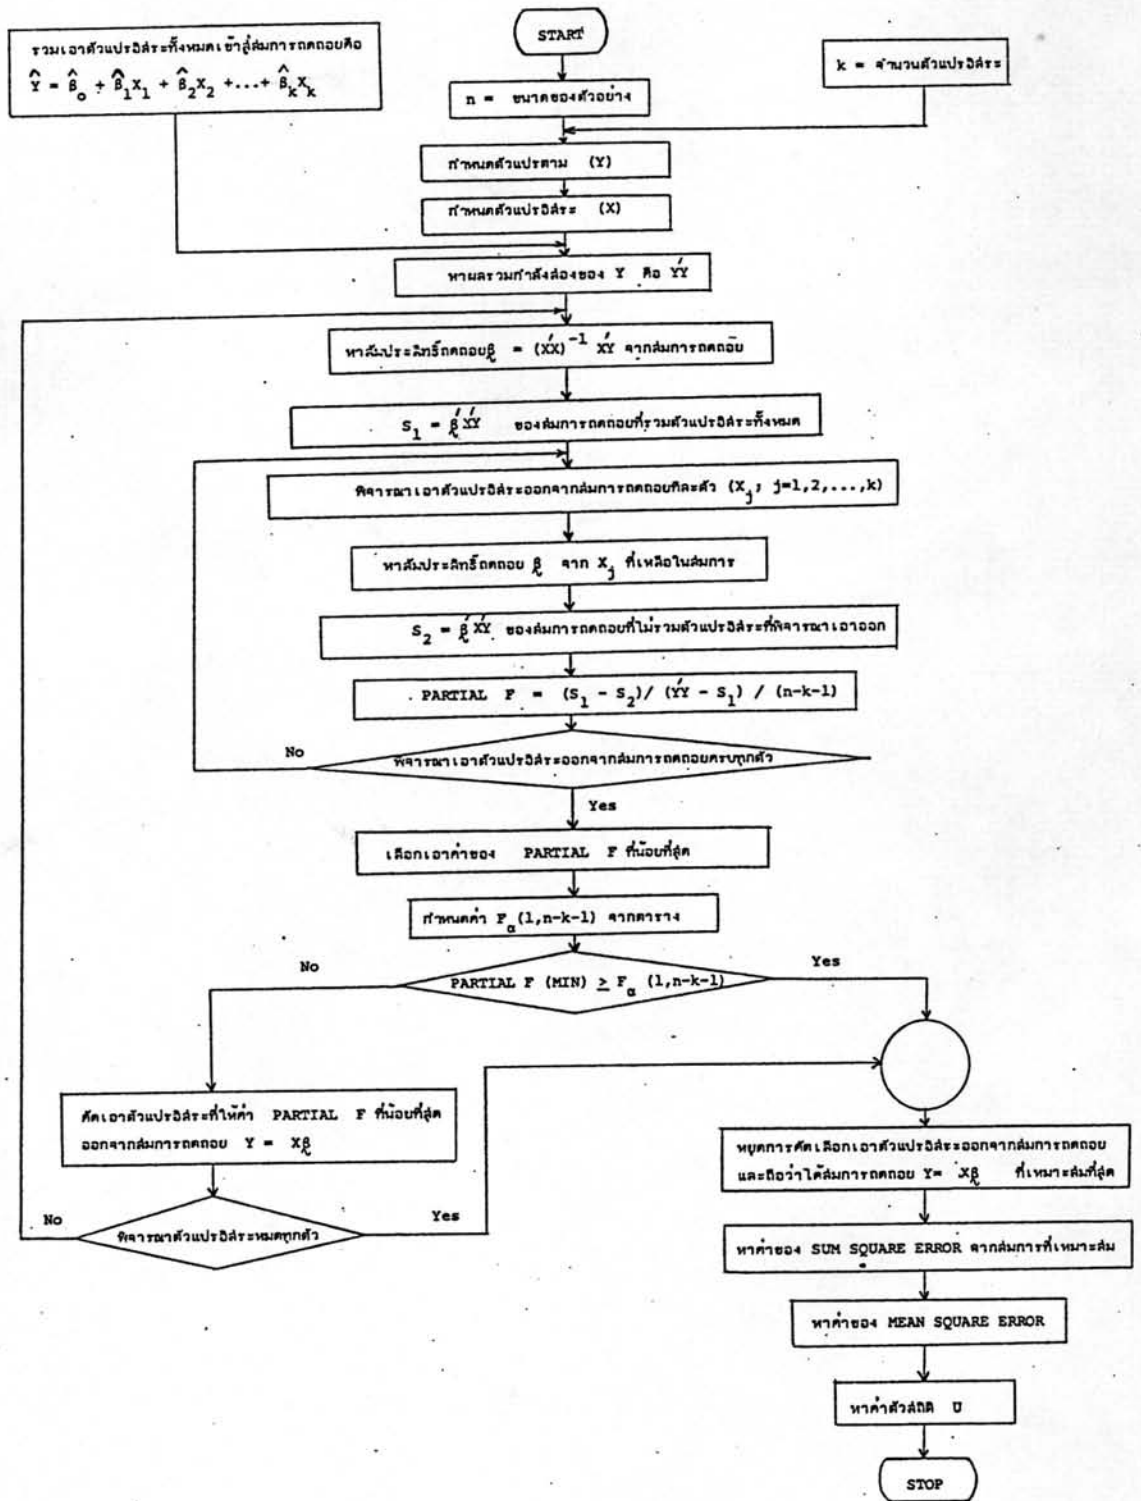 START
รวมเอาตัวแปรอิสระทั้งหมดเข้าสู่สมการถดถอยคือ
Ŷ = β̂₀ + β̂₁X₁ + β̂₂X₂ +...+ β̂ₖXₖ
k = จำนวนตัวแปรอิสระ
n = ขนาดของตัวอย่าง
กำหนดตัวแปรตาม (Y)
กำหนดตัวแปรอิสระ (X)
หาผลรวมกำลังสองของ Y คือ Y′Y
หาสัมประสิทธิ์ถดถอย β̰ = (X′X)⁻¹ X′Y จากสมการถดถอย
S₁ = β̰′X′Y ของสมการถดถอยที่รวมตัวแปรอิสระทั้งหมด
พิจารณาเอาตัวแปรอิสระออกจากสมการถดถอยทีละตัว (Xⱼ; j=1,2,...,k)
หาสัมประสิทธิ์ถดถอย β̰ จาก Xⱼ ที่เหลือในสมการ
S₂ = β̰′X′Y ของสมการถดถอยที่ไม่รวมตัวแปรอิสระที่พิจารณาเอาออก
PARTIAL F = (S₁ - S₂)/ (Y′Y - S₁) / (n-k-1)
No
พิจารณาเอาตัวแปรอิสระออกจากสมการถดถอยครบทุกตัว
Yes
เลือกเอาค่าของ PARTIAL F ที่น้อยที่สุด
กำหนดค่า Fα(1,n-k-1) จากตาราง
No
PARTIAL F (MIN) ≥ Fα (1,n-k-1)
Yes
คัดเอาตัวแปรอิสระที่ให้ค่า PARTIAL F ที่น้อยที่สุด
ออกจากสมการถดถอย Y = Xβ̰
No
พิจารณาตัวแปรอิสระหมดทุกตัว
Yes
หยุดการคัดเลือกเอาตัวแปรอิสระออกจากสมการถดถอย
และถือว่าได้สมการถดถอย Y= Xβ̰ ที่เหมาะสมที่สุด
หาค่าของ SUM SQUARE ERROR จากสมการที่เหมาะสม
หาค่าของ MEAN SQUARE ERROR
หาค่าตัวสถิติ U
STOP